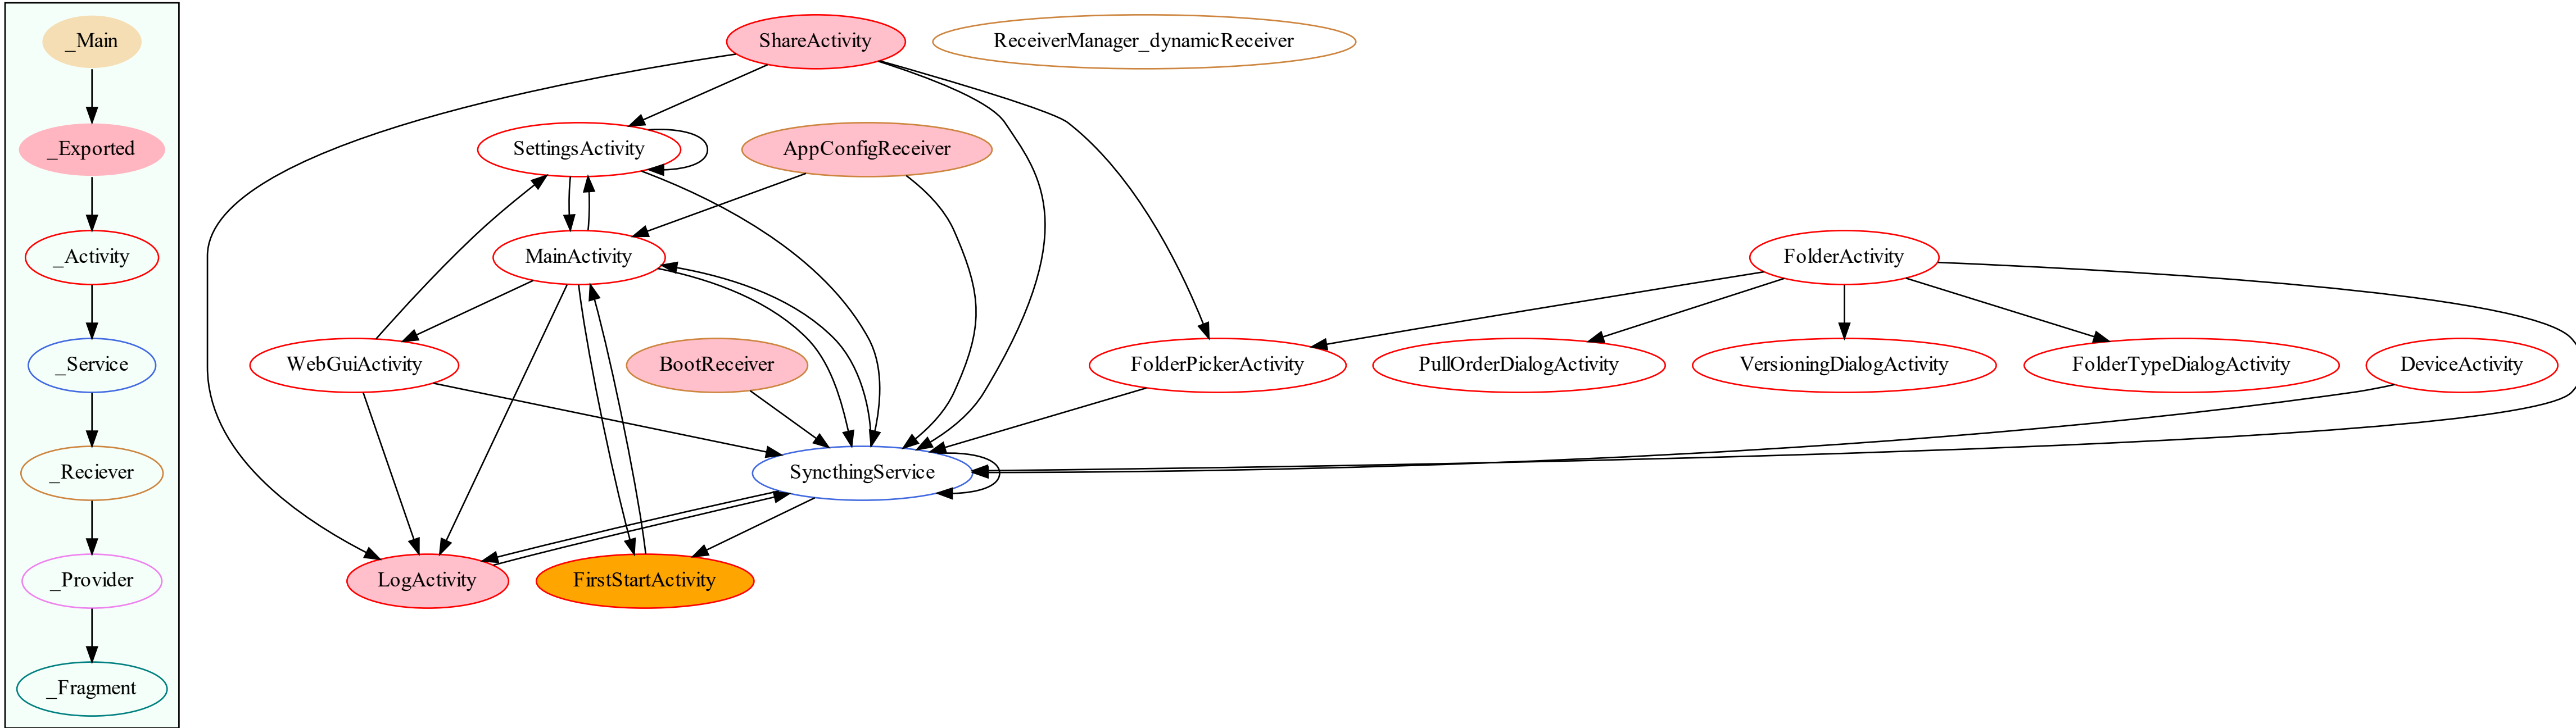 _Main
_Exported
_Activity
_Service
_Reciever
_Provider
_Fragment
ShareActivity
ReceiverManager_dynamicReceiver
SettingsActivity
AppConfigReceiver
MainActivity
FolderActivity
WebGuiActivity
BootReceiver
FolderPickerActivity
PullOrderDialogActivity
VersioningDialogActivity
FolderTypeDialogActivity
DeviceActivity
SyncthingService
LogActivity
FirstStartActivity